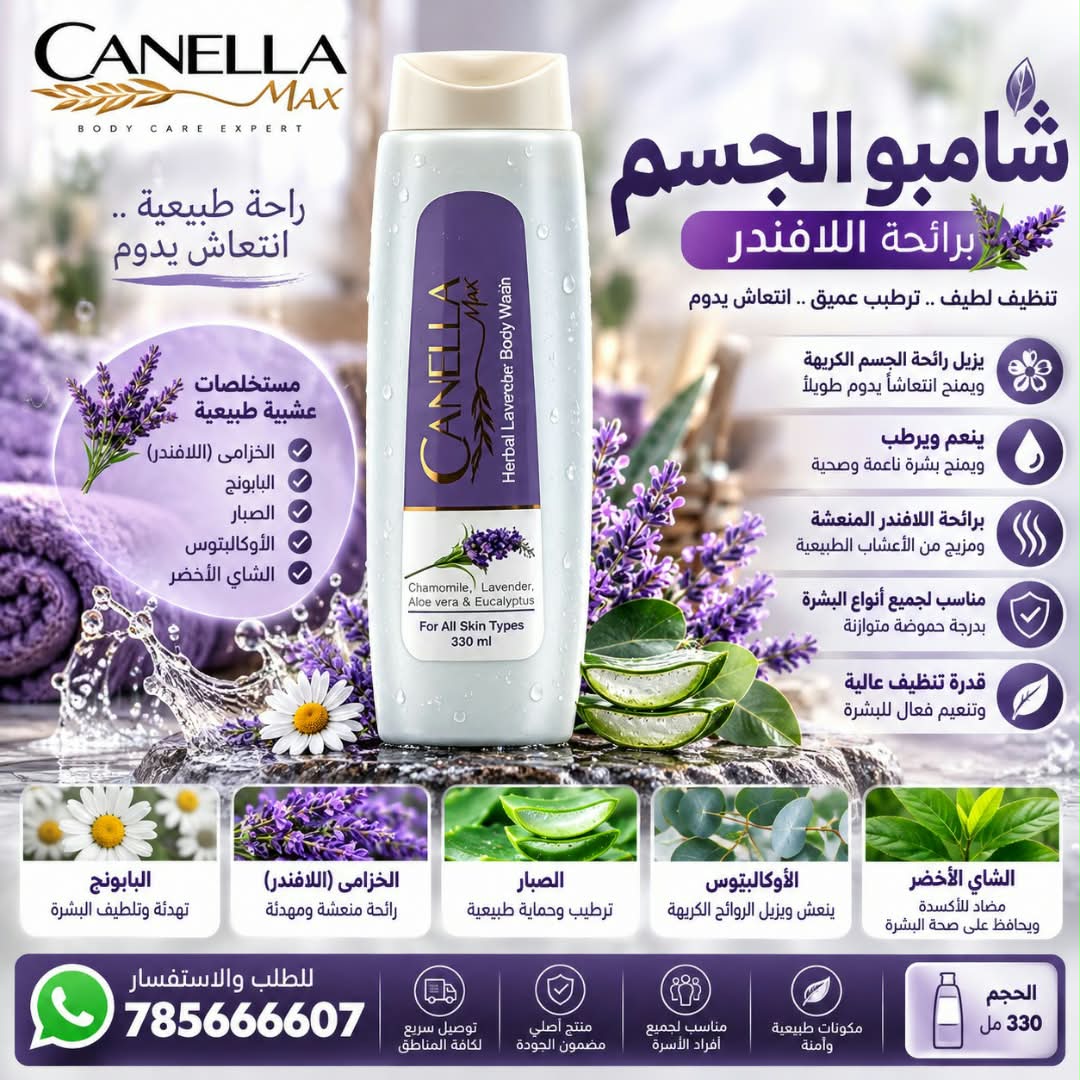 CANELLA
MAX
BODY CARE EXPERT
شامبو الجسم
برائحة اللافندر
تنظيف لطيف .. ترطبب عميق .. انتعاش يدوم
راحة طبيعية ..
انتعاش يدوم
مستخلصات
عشبية طبيعية
الخزامى (اللافندر)
البابونج
الصبار
الأوكالبتوس
الشاي الأخضر
يزيل رائحة الجسم الكريهة
ويمنح انتعاشاً يدوم طويلاً
ينعم ويرطب
ويمنح بشرة ناعمة وصحية
برائحة اللافندر المنعشة
ومزيج من الأعشاب الطبيعية
مناسب لجميع أنواع البشرة
بدرجة حموضة متوازنة
قدرة تنظيف عالية
وتنعيم فعال للبشرة
CANELLA
MAX
Herbal Body
Chamomile, Lavender,
Aloe vera & Eucalyptus
For All Skin Types
330 ml
الشاي الأخضر
مضاد للأكسدة
ويحافظ على صحة البشرة
الأوكالبتوس
ينعش ويزيل الروائح الكريهة
الصبار
ترطيب وحماية طبيعية
الخزامى (اللافندر)
رائحة منعشة ومهدئة
البابونج
تهدئة وتلطيف البشرة
الحجم
330 مل
مكونات طبيعية
وآمنة
مناسب لجميع
أفراد الأسرة
منتج أصلي
مضمون الجودة
توصيل سريع
لكافة المناطق
للطلب والاستفسار
785666607